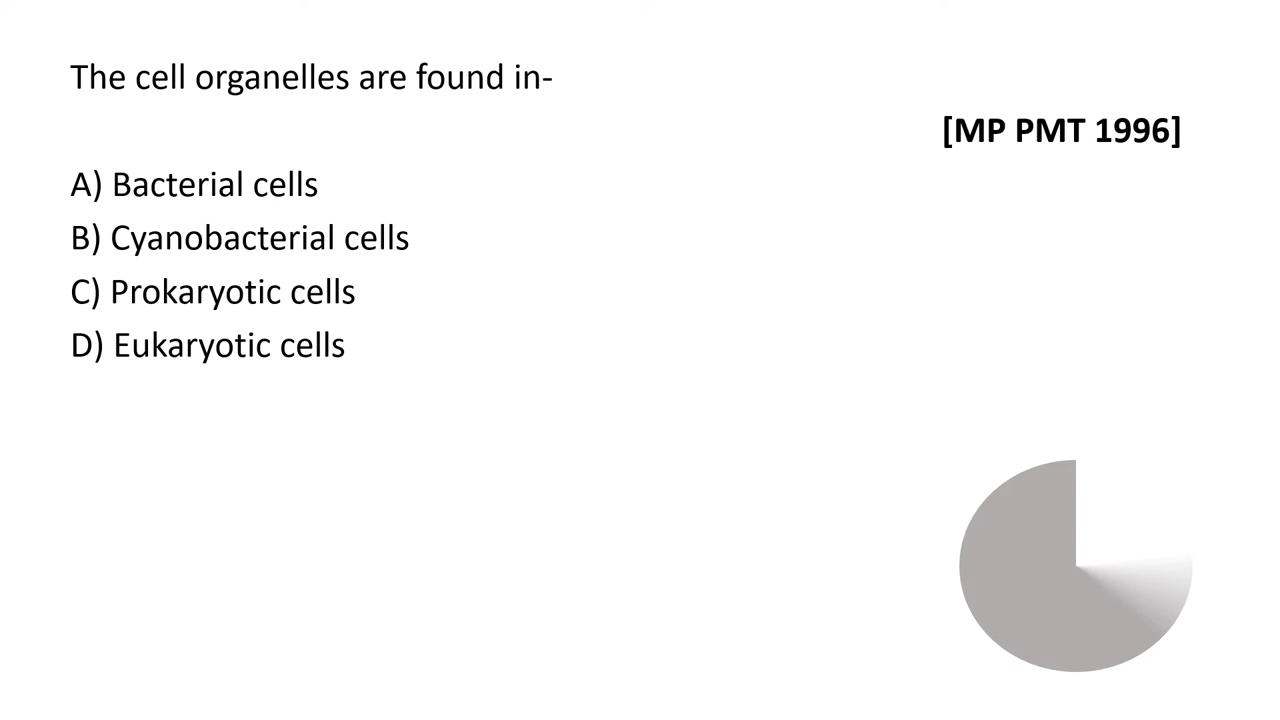 The cell organelles are found in-
[MP PMT 1996]
A) Bacterial cells
B) Cyanobacterial cells
C) Prokaryotic cells
D) Eukaryotic cells